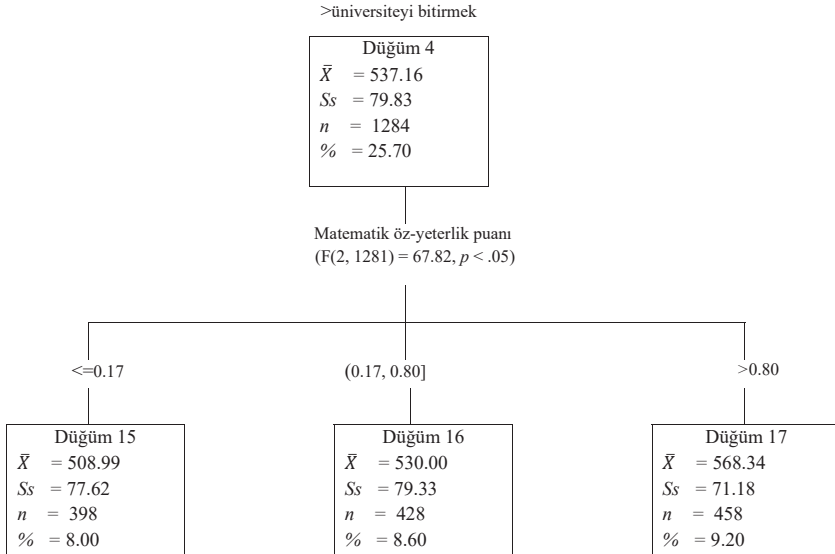 >üniversiteyi bitirmek
Düğüm 4
X̄ = 537.16
Ss = 79.83
n = 1284
% = 25.70
Matematik öz-yeterlik puanı
(F(2, 1281) = 67.82, p < .05)
<=0.17
(0.17, 0.80]
>0.80
Düğüm 15
X̄ = 508.99
Ss = 77.62
n = 398
% = 8.00
Düğüm 16
X̄ = 530.00
Ss = 79.33
n = 428
% = 8.60
Düğüm 17
X̄ = 568.34
Ss = 71.18
n = 458
% = 9.20